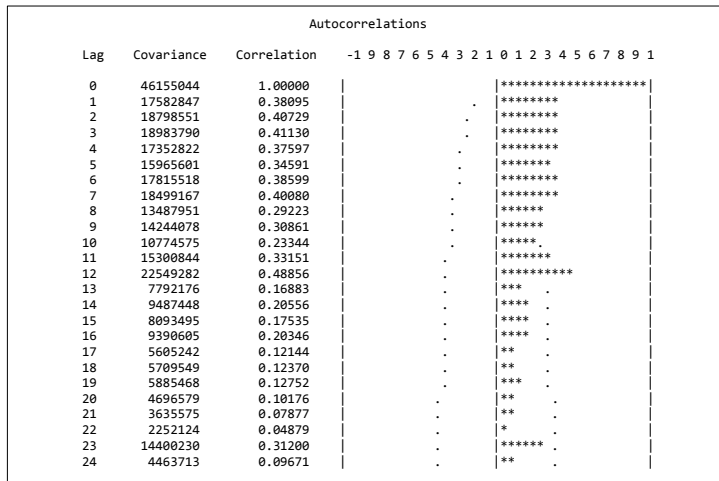 Autocorrelations
Lag Covariance Correlation -1 9 8 7 6 5 4 3 2 1 0 1 2 3 4 5 6 7 8 9 1
0 46155044 1.00000 | |********************|
1 17582847 0.38095 | . |******** |
2 18798551 0.40729 | . |******** |
3 18983790 0.41130 | . |******** |
4 17352822 0.37597 | . |******** |
5 15965601 0.34591 | . |******* |
6 17815518 0.38599 | . |******** |
7 18499167 0.40080 | . |******** |
8 13487951 0.29223 | . |****** |
9 14244078 0.30861 | . |****** |
10 10774575 0.23344 | . |*****. |
11 15300844 0.33151 | . |******* |
12 22549282 0.48856 | . |********** |
13 7792176 0.16883 | . |*** . |
14 9487448 0.20556 | . |**** . |
15 8093495 0.17535 | . |**** . |
16 9390605 0.20346 | . |**** . |
17 5605242 0.12144 | . |** . |
18 5709549 0.12370 | . |** . |
19 5885468 0.12752 | . |*** . |
20 4696579 0.10176 | . |** . |
21 3635575 0.07877 | . |** . |
22 2252124 0.04879 | . |* . |
23 14400230 0.31200 | . |****** . |
24 4463713 0.09671 | . |** . |